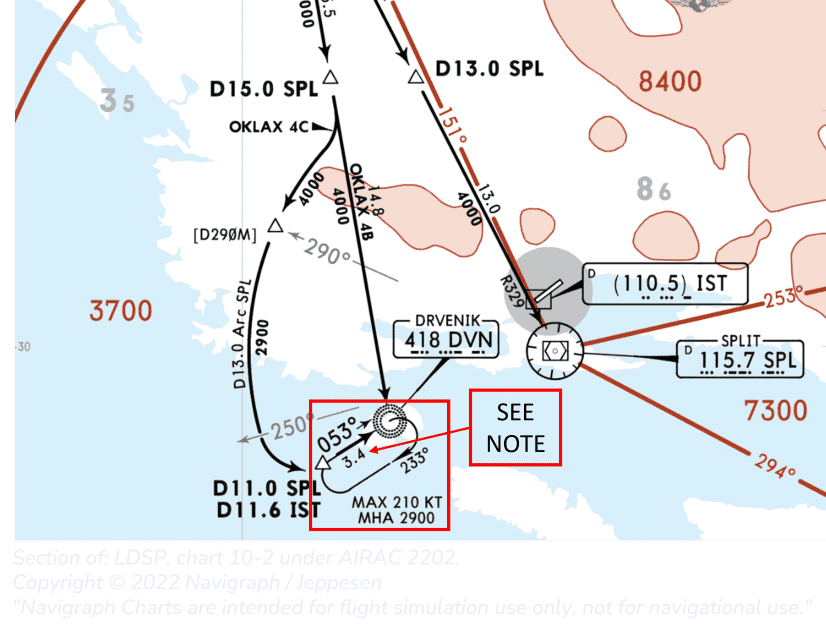 5.5
4000
D15.0 SPL
D13.0 SPL
8400
35
OKLAX 4C
151°
4000
14.8
OKLAX 4B
4000
13.0
4000
86
[D290M]
290°
R329
D
(110.5) IST
253°
3700
D13.0 Arc SPL
2900
DRVENIK
418 DVN
SPLIT
D
115.7 SPL
30
7300
250°
053°
3.4
233°
SEE
NOTE
294°
D11.0 SPL
D11.6 IST
MAX 210 KT
MHA 2900
Section of: LDSP, chart 10-2 under AIRAC 2202.
Copyright © 2022 Navigraph / Jeppesen
"Navigraph Charts are intended for flight simulation use only, not for navigational use."